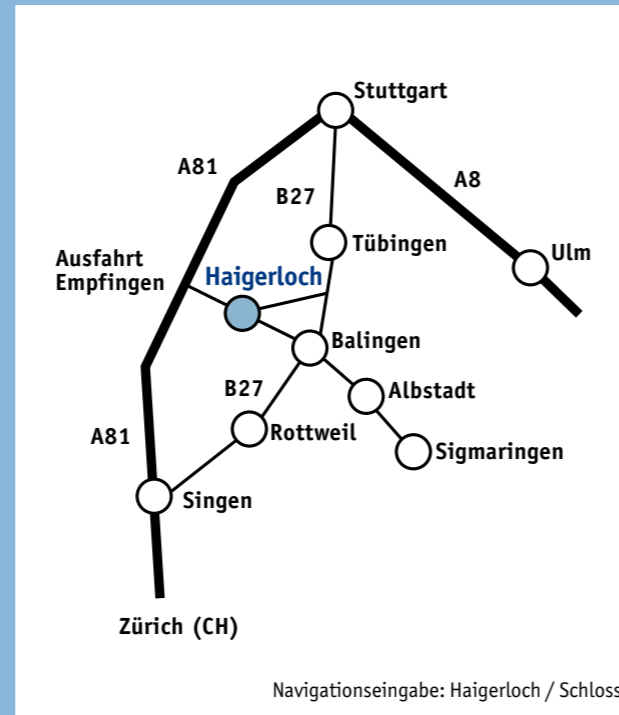 Stuttgart
A81
A8
B27
Tübingen
Ulm
Ausfahrt
Empfingen
Haigerloch
Balingen
B27
Albstadt
A81
Rottweil
Sigmaringen
Singen
Zürich (CH)
Navigationseingabe: Haigerloch / Schloss